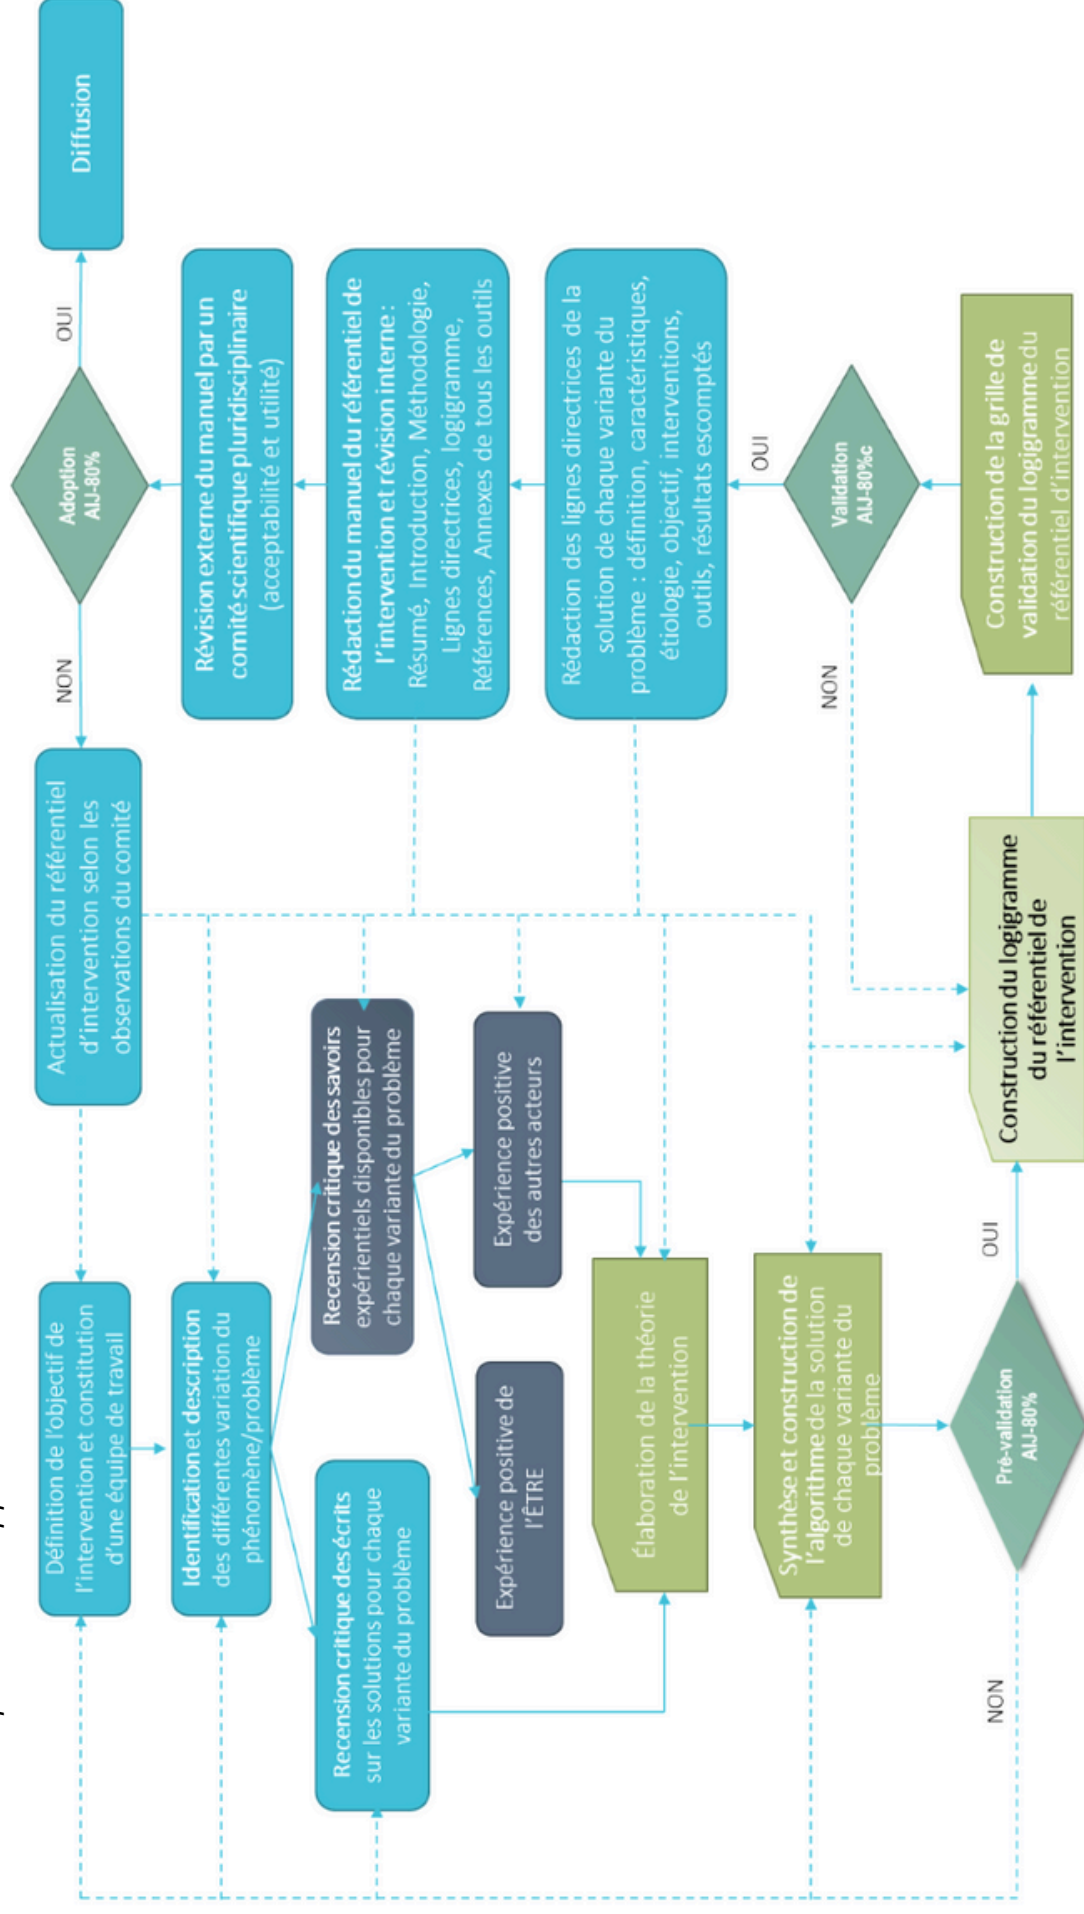 Définition de l'objectif de
l'intervention et constitution
d'une équipe de travail
Identification et description
des différentes variation du
phénomène/problème
Recension critique des écrits
sur les solutions pour chaque
variante du problème
Recension critique des savoirs
expérientiels disponibles pour
chaque variante du problème
Expérience positive de
l'ÊTRE
Expérience positive
des autres acteurs
Élaboration de la théorie
de l'intervention
Synthèse et construction de
l'algorithme de la solution
de chaque variante du
problème
Pré-validation
AIJ-80%
NON
OUI
Construction du logigramme
du référentiel de
l'intervention
Construction de la grille de
validation du logigramme du
référentiel d'intervention
Validation
AIJ-80%c
NON
OUI
Rédaction des lignes directrices de la
solution de chaque variante du
problème : définition, caractéristiques,
étiologie, objectif, interventions,
outils, résultats escomptés
Rédaction du manuel du référentiel de
l'intervention et révision interne :
Résumé, Introduction, Méthodologie,
Lignes directrices, logigramme,
Références, Annexes de tous les outils
Révision externe du manuel par un
comité scientifique pluridisciplinaire
(acceptabilité et utilité)
Adoption
AIJ-80%
NON
OUI
Actualisation du référentiel
d'intervention selon les
observations du comité
Diffusion